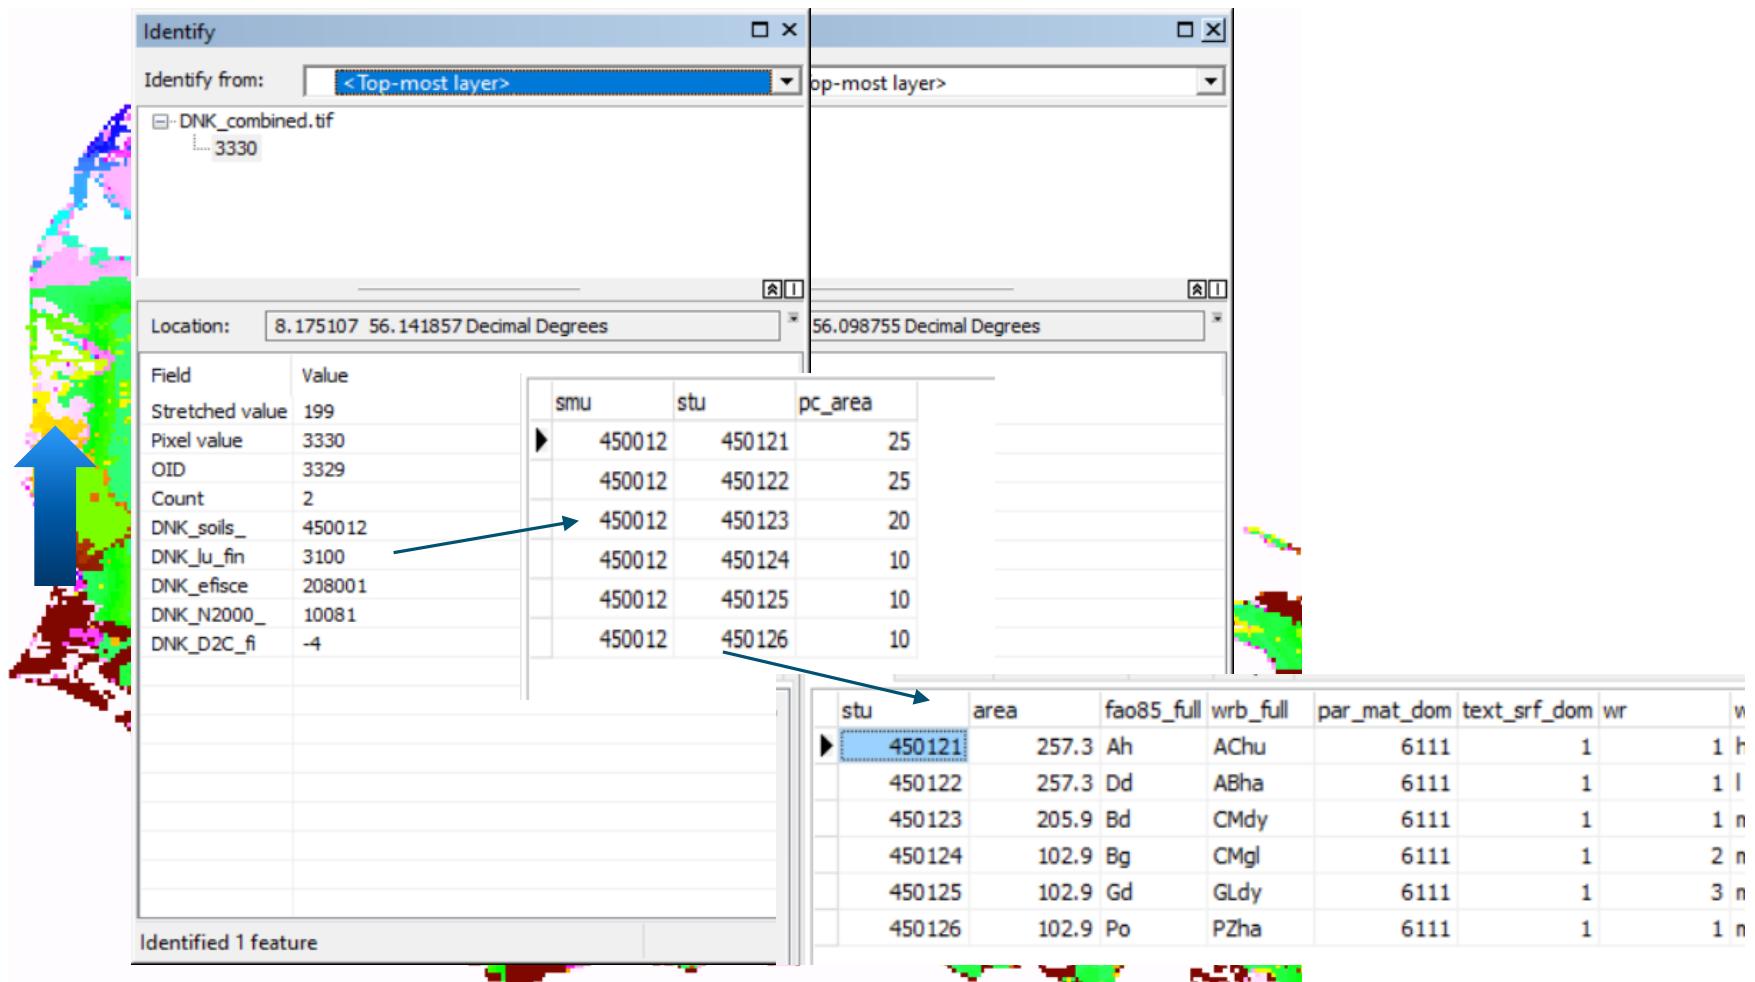 Identify
Identify from:
<Top-most layer>
op-most layer>
DNK_combined.tif
3330
Location:
8.175107 56.141857 Decimal Degrees
56.098755 Decimal Degrees
Field Value
Stretched value 199
Pixel value 3330
OID 3329
Count 2
DNK_soils_ 450012
DNK_lu_fin 3100
DNK_efisce 208001
DNK_N2000_ 10081
DNK_D2C_fi -4
Identified 1 feature
smu stu pc_area
450012 450121 25
450012 450122 25
450012 450123 20
450012 450124 10
450012 450125 10
450012 450126 10
stu area fao85_full wrb_full par_mat_dom text_srf_dom wr
450121 257.3 Ah AChu 6111 1 1
450122 257.3 Dd ABha 6111 1 1
450123 205.9 Bd CMdy 6111 1 1
450124 102.9 Bg CMgl 6111 1 2
450125 102.9 Gd GLdy 6111 1 3
450126 102.9 Po PZha 6111 1 1